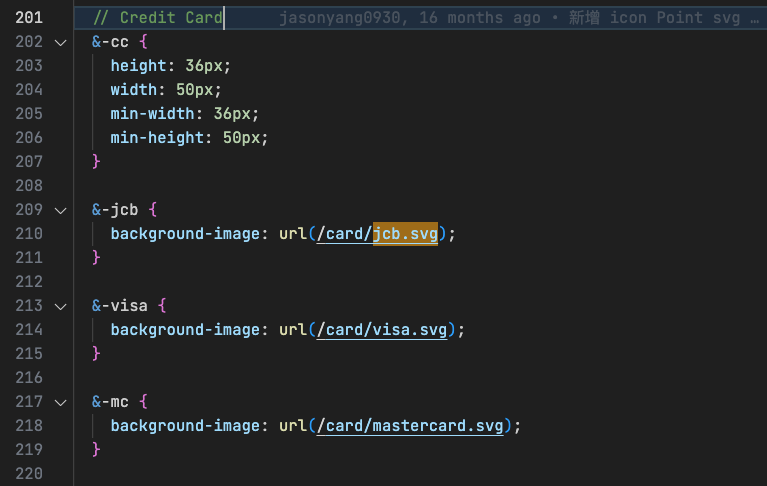 201 // Credit Card jasonyang0930, 16 months ago • 新增 icon Point svg …
202 &-cc {
203 height: 36px;
204 width: 50px;
205 min-width: 36px;
206 min-height: 50px;
207 }
208
209 &-jcb {
210 background-image: url(/card/jcb.svg);
211 }
212
213 &-visa {
214 background-image: url(/card/visa.svg);
215 }
216
217 &-mc {
218 background-image: url(/card/mastercard.svg);
219 }
220